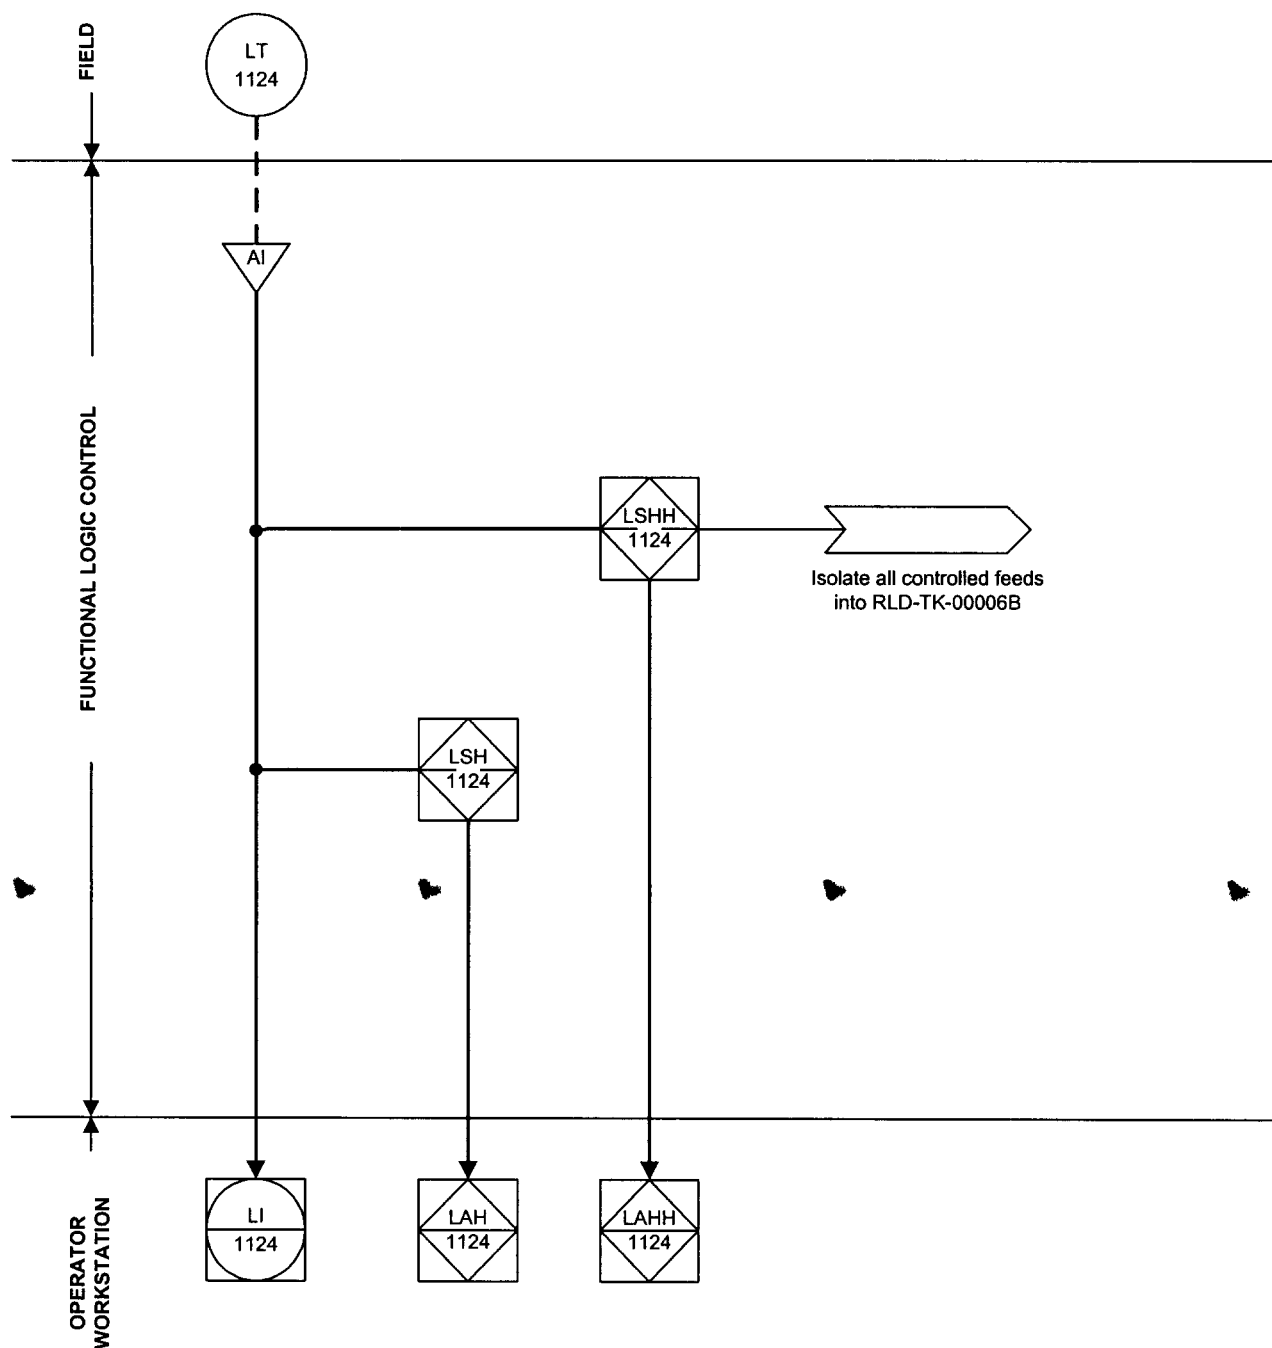 FIELD
LT
1124
AI
FUNCTIONAL LOGIC CONTROL
LSHH
1124
Isolate all controlled feeds
into RLD-TK-00006B
LSH
1124
OPERATOR
WORKSTATION
LI
1124
LAH
1124
LAHH
1124